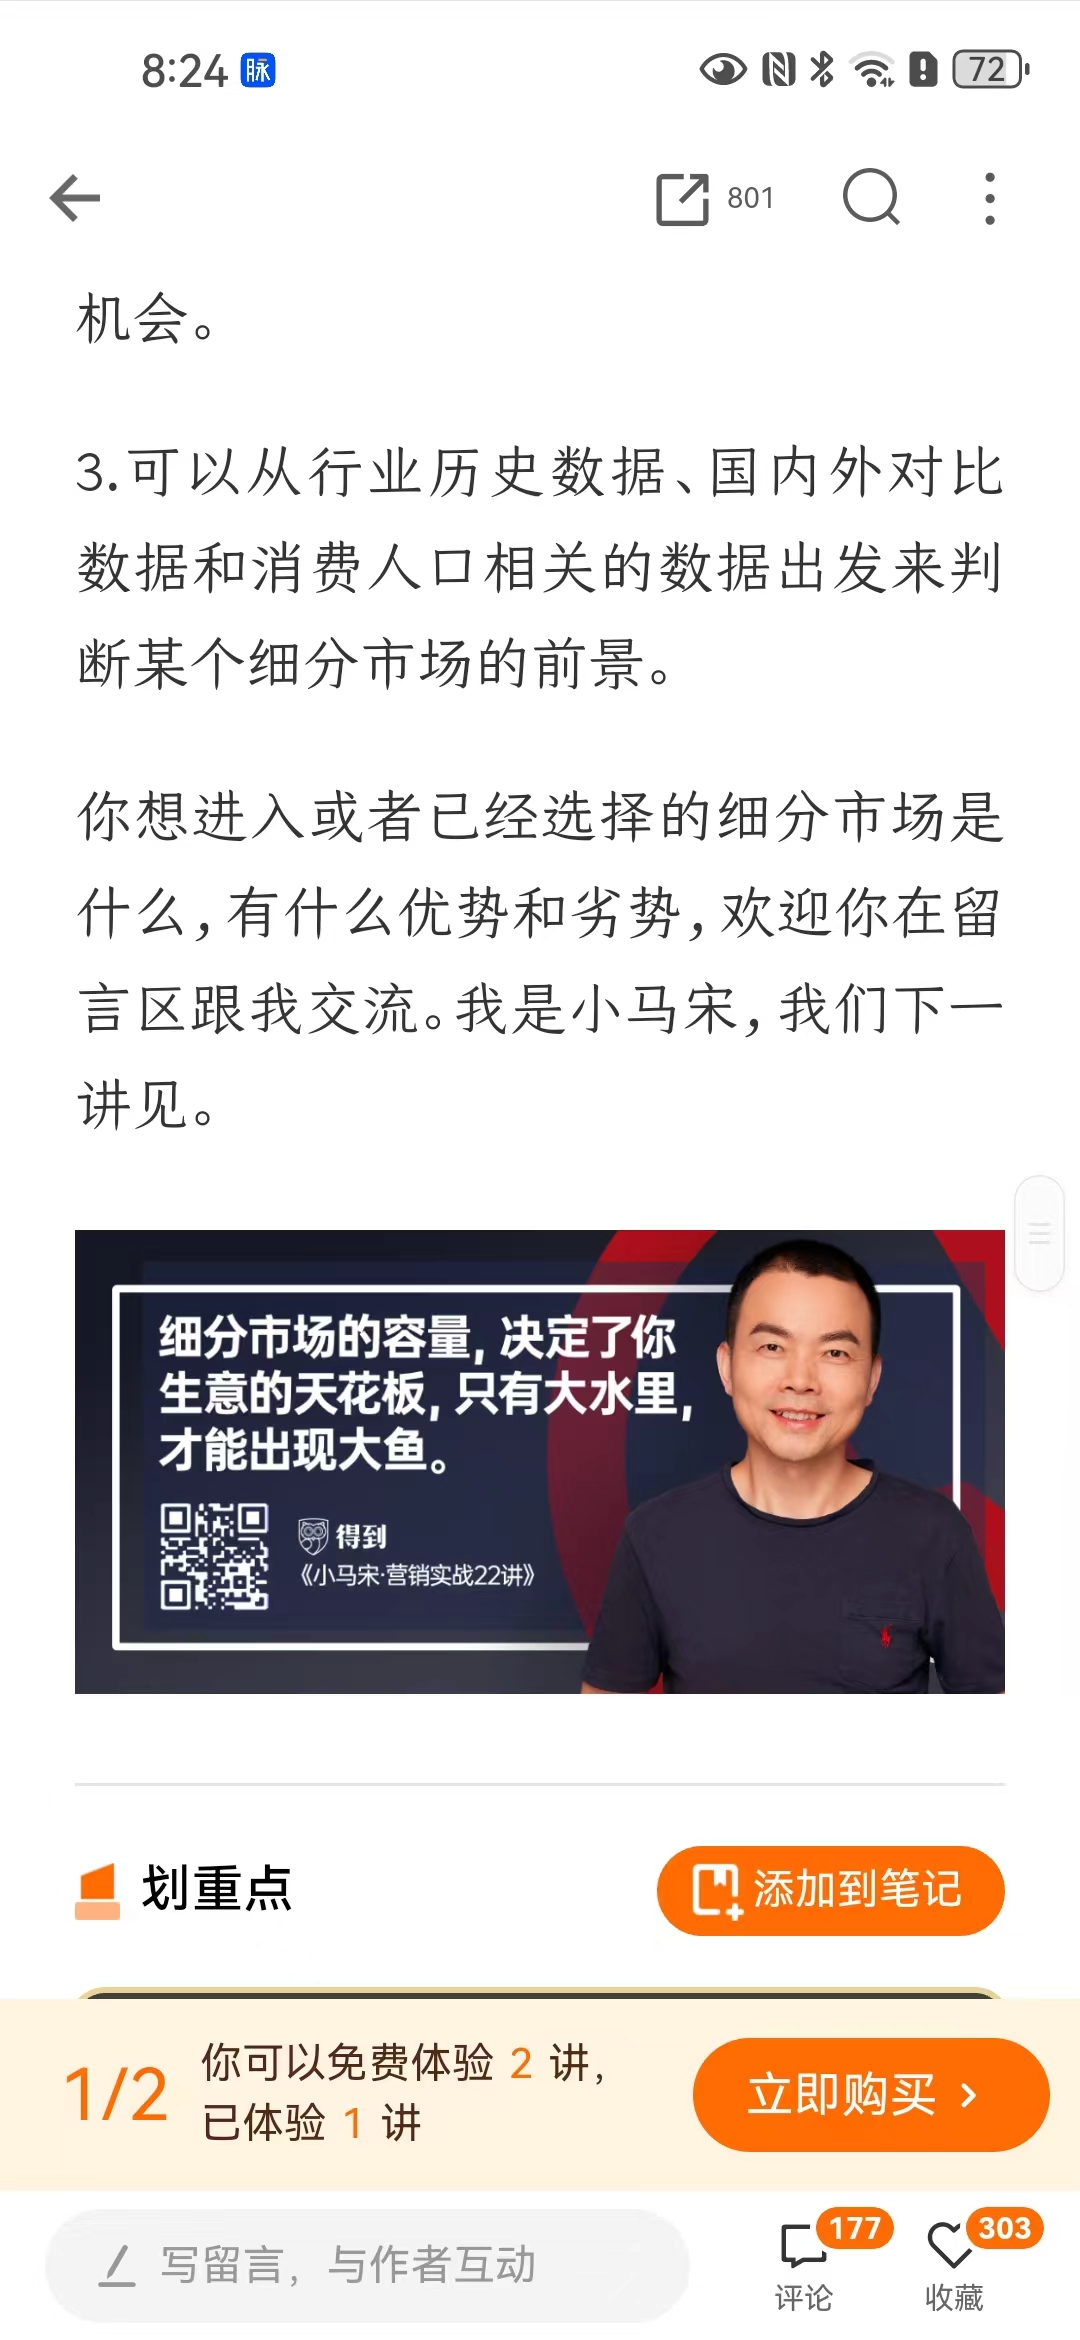 8:24 脉 72
801
机会。
3.可以从行业历史数据、国内外对比
数据和消费人口相关的数据出发来判
断某个细分市场的前景。
你想进入或者已经选择的细分市场是
什么,有什么优势和劣势,欢迎你在留
言区跟我交流。我是小马宋,我们下一
讲见。
细分市场的容量,决定了你
生意的天花板,只有大水里,
才能出现大鱼。
得到
《小马宋·营销实战22讲》
划重点
添加到笔记
1/2
你可以免费体验 2 讲,
已体验 1 讲
立即购买 >
写留言，与作者互动
177
评论
303
收藏